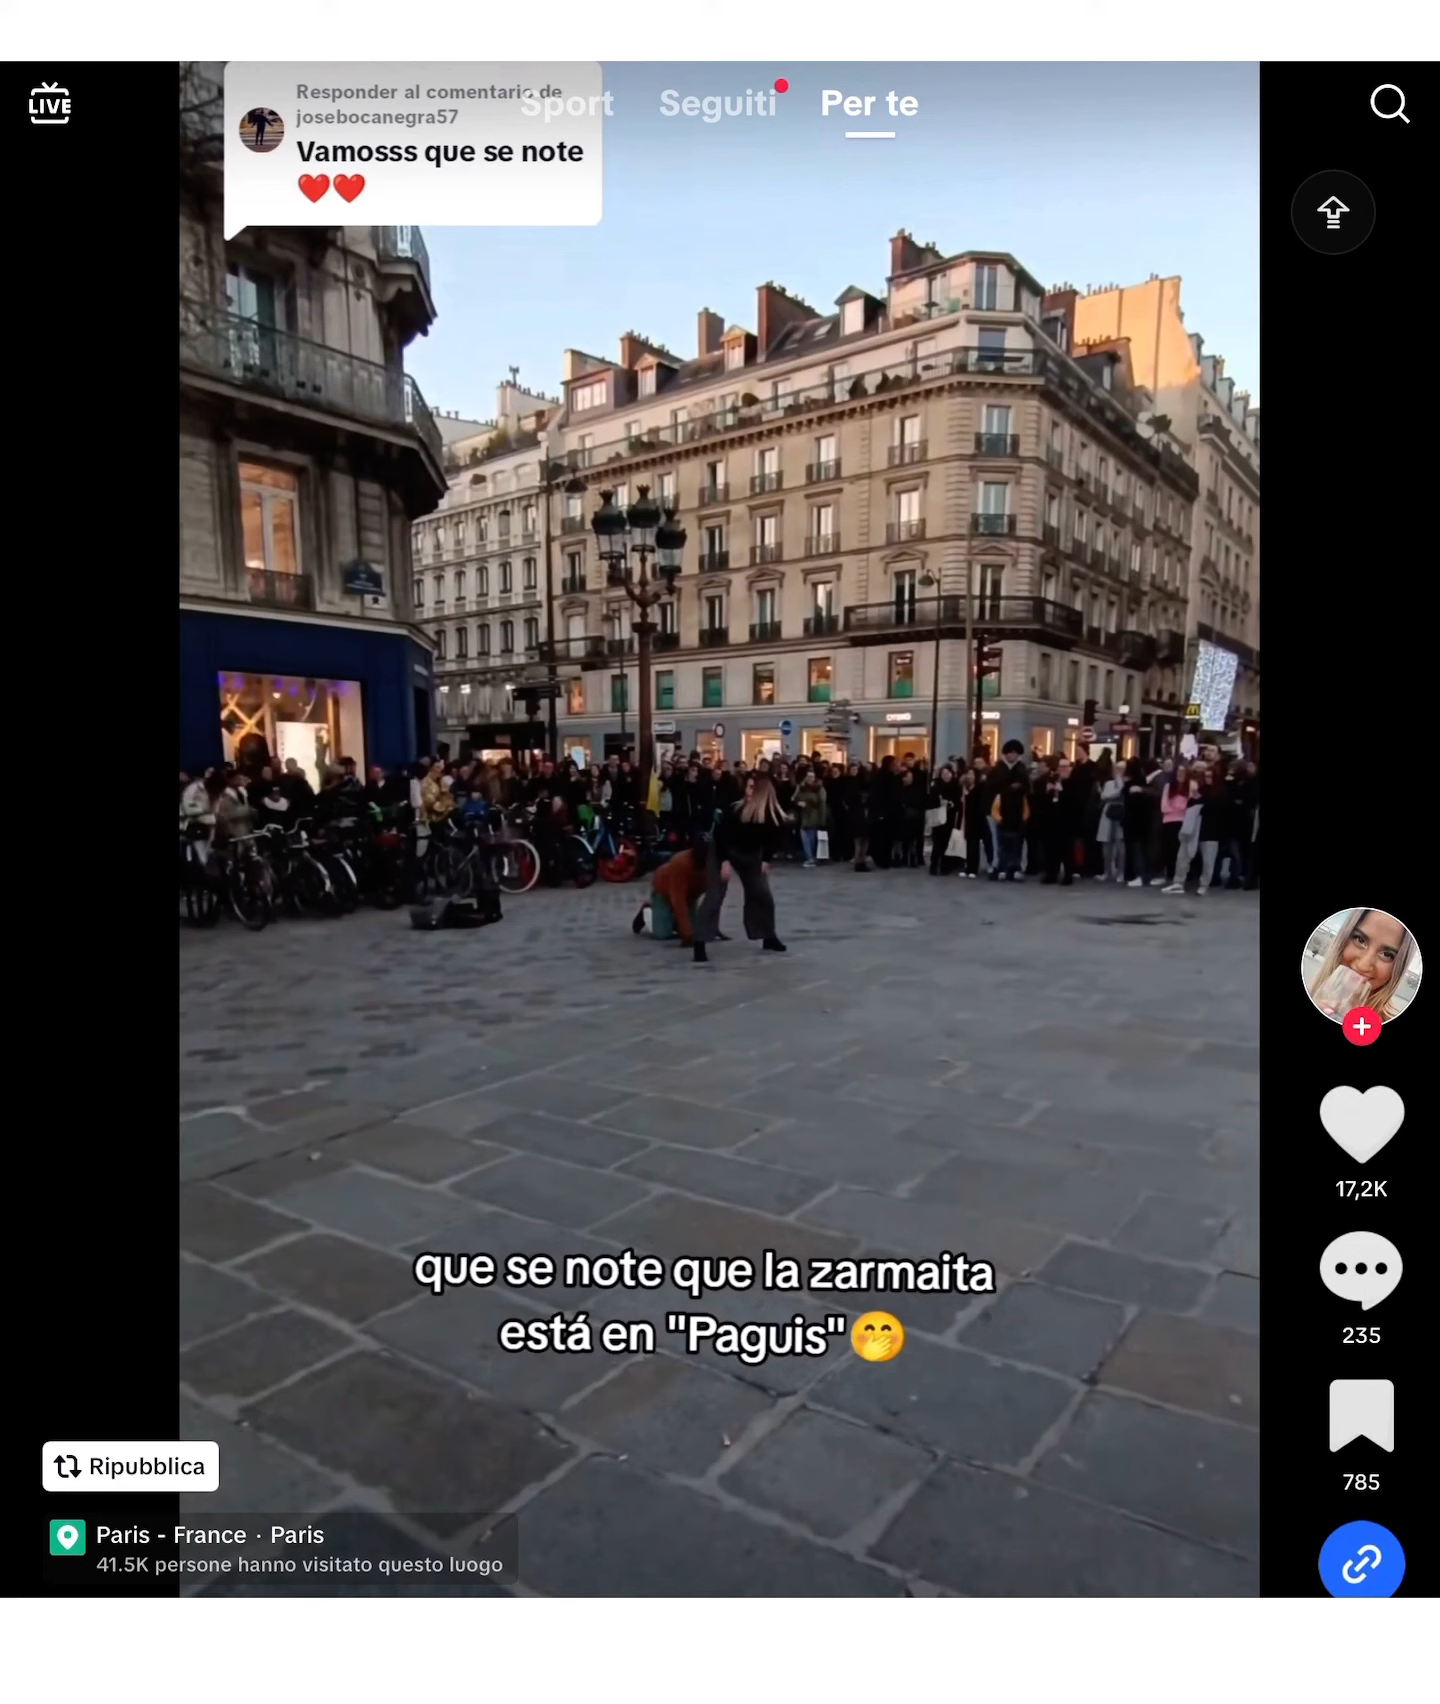 LIVE
Sport
Seguiti
Per te
Responder al comentario de
josebocanegra57
Vamosss que se note
❤️❤️
que se note que la zarmaita
está en "Paguis"🤭
17,2K
235
785
Ripubblica
Paris - France · Paris
41.5K persone hanno visitato questo luogo